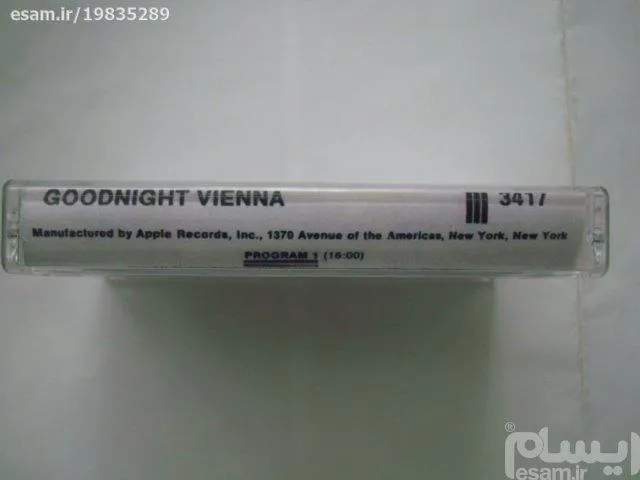 esam.ir/19835289
GOODNIGHT VIENNA 3417
Manufactured by Apple Records, Inc., 1370 Avenue of the Americas, New York, New York
PROGRAM 1 (16:00)
ایسام
esam.ir